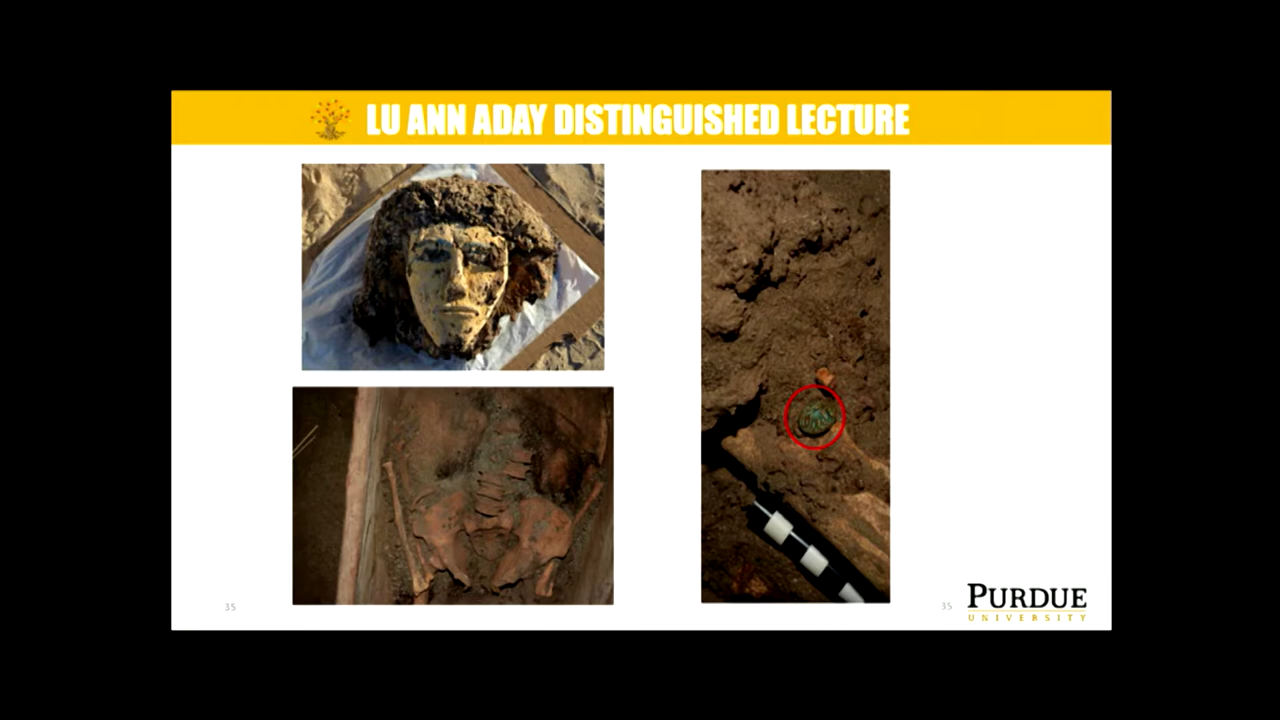 LU ANN ADAY DISTINGUISHED LECTURE
35
35
PURDUE
UNIVERSITY